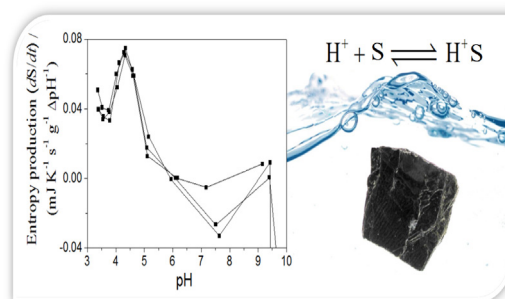 Entropy production (dS/dt) /
(mJ K⁻¹ s⁻¹ g⁻¹ ΔpH⁻¹)
0.08
0.04
0.00
-0.04
3 4 5 6 7 8 9 10
pH
H⁺ + S ⇌ H⁺S